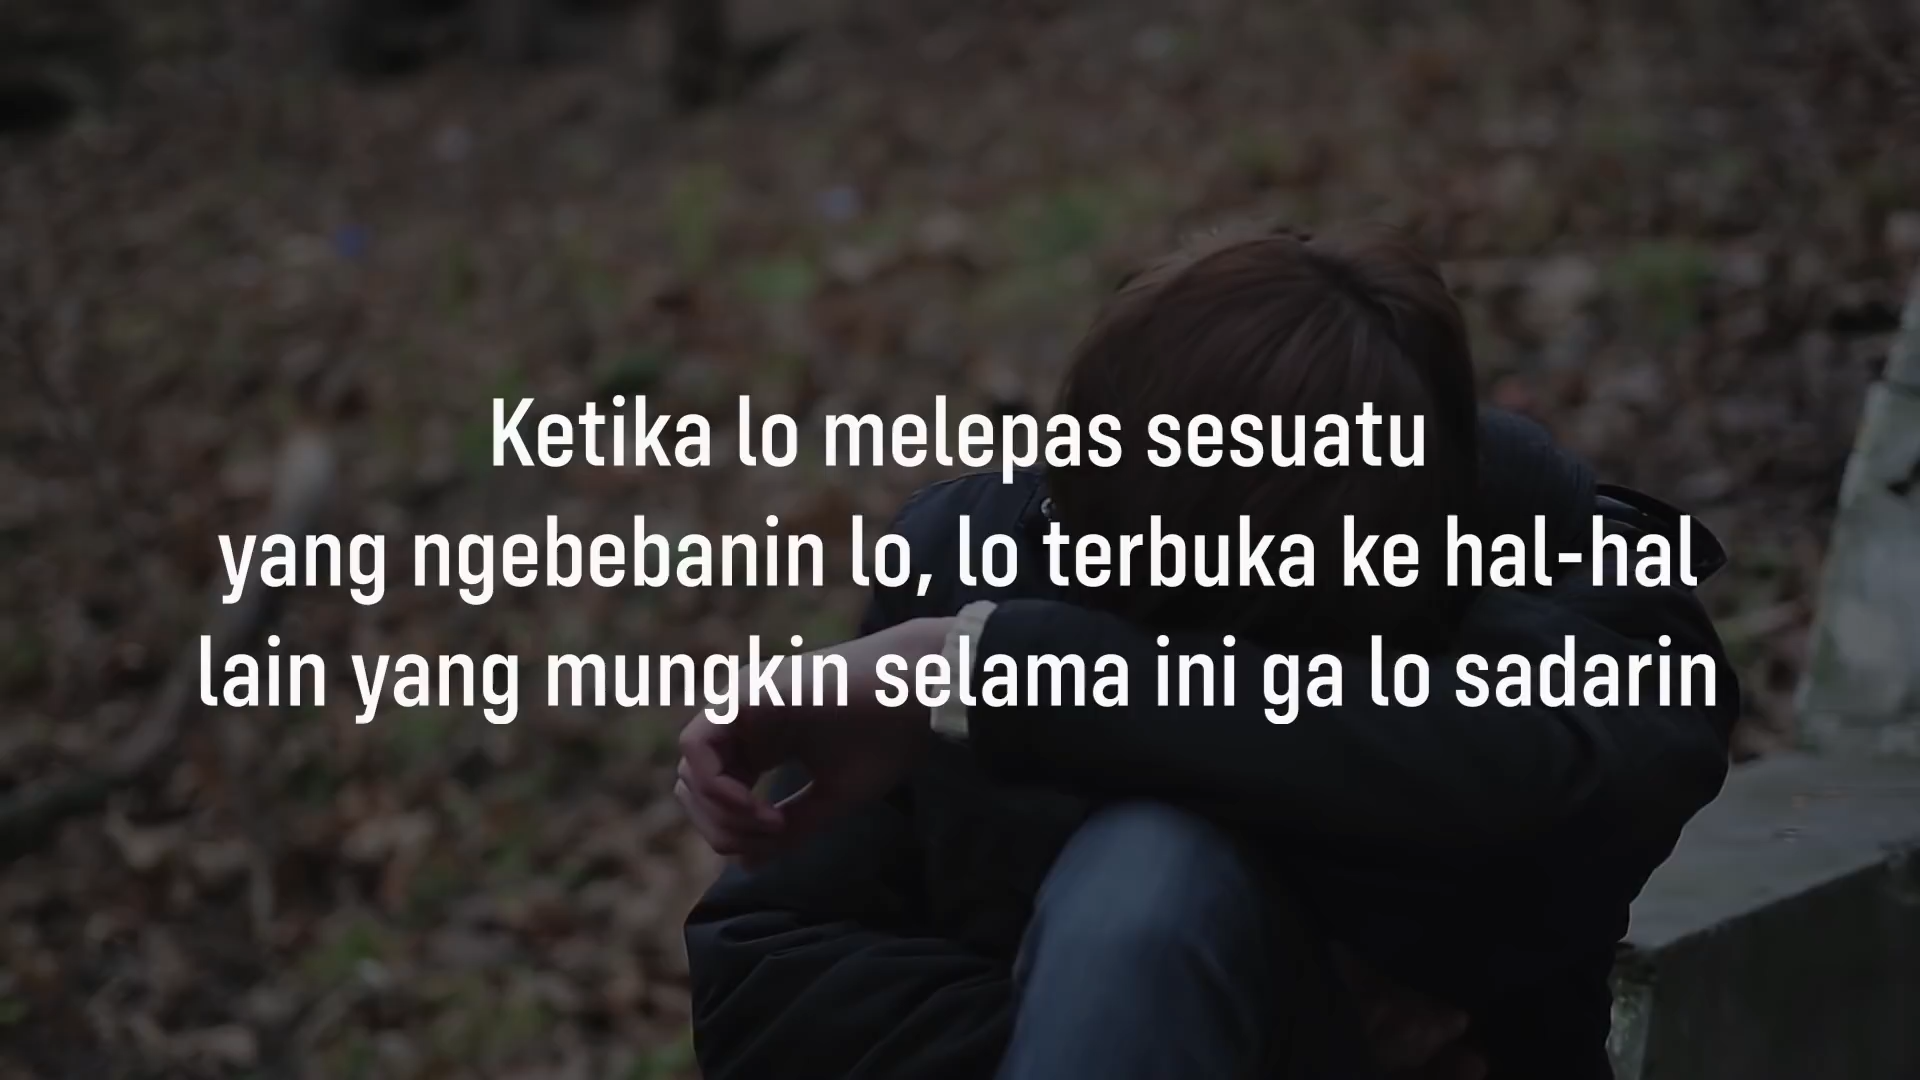 Ketika lo melepas sesuatu
yang ngebebanin lo, lo terbuka ke hal-hal
lain yang mungkin selama ini ga lo sadarin